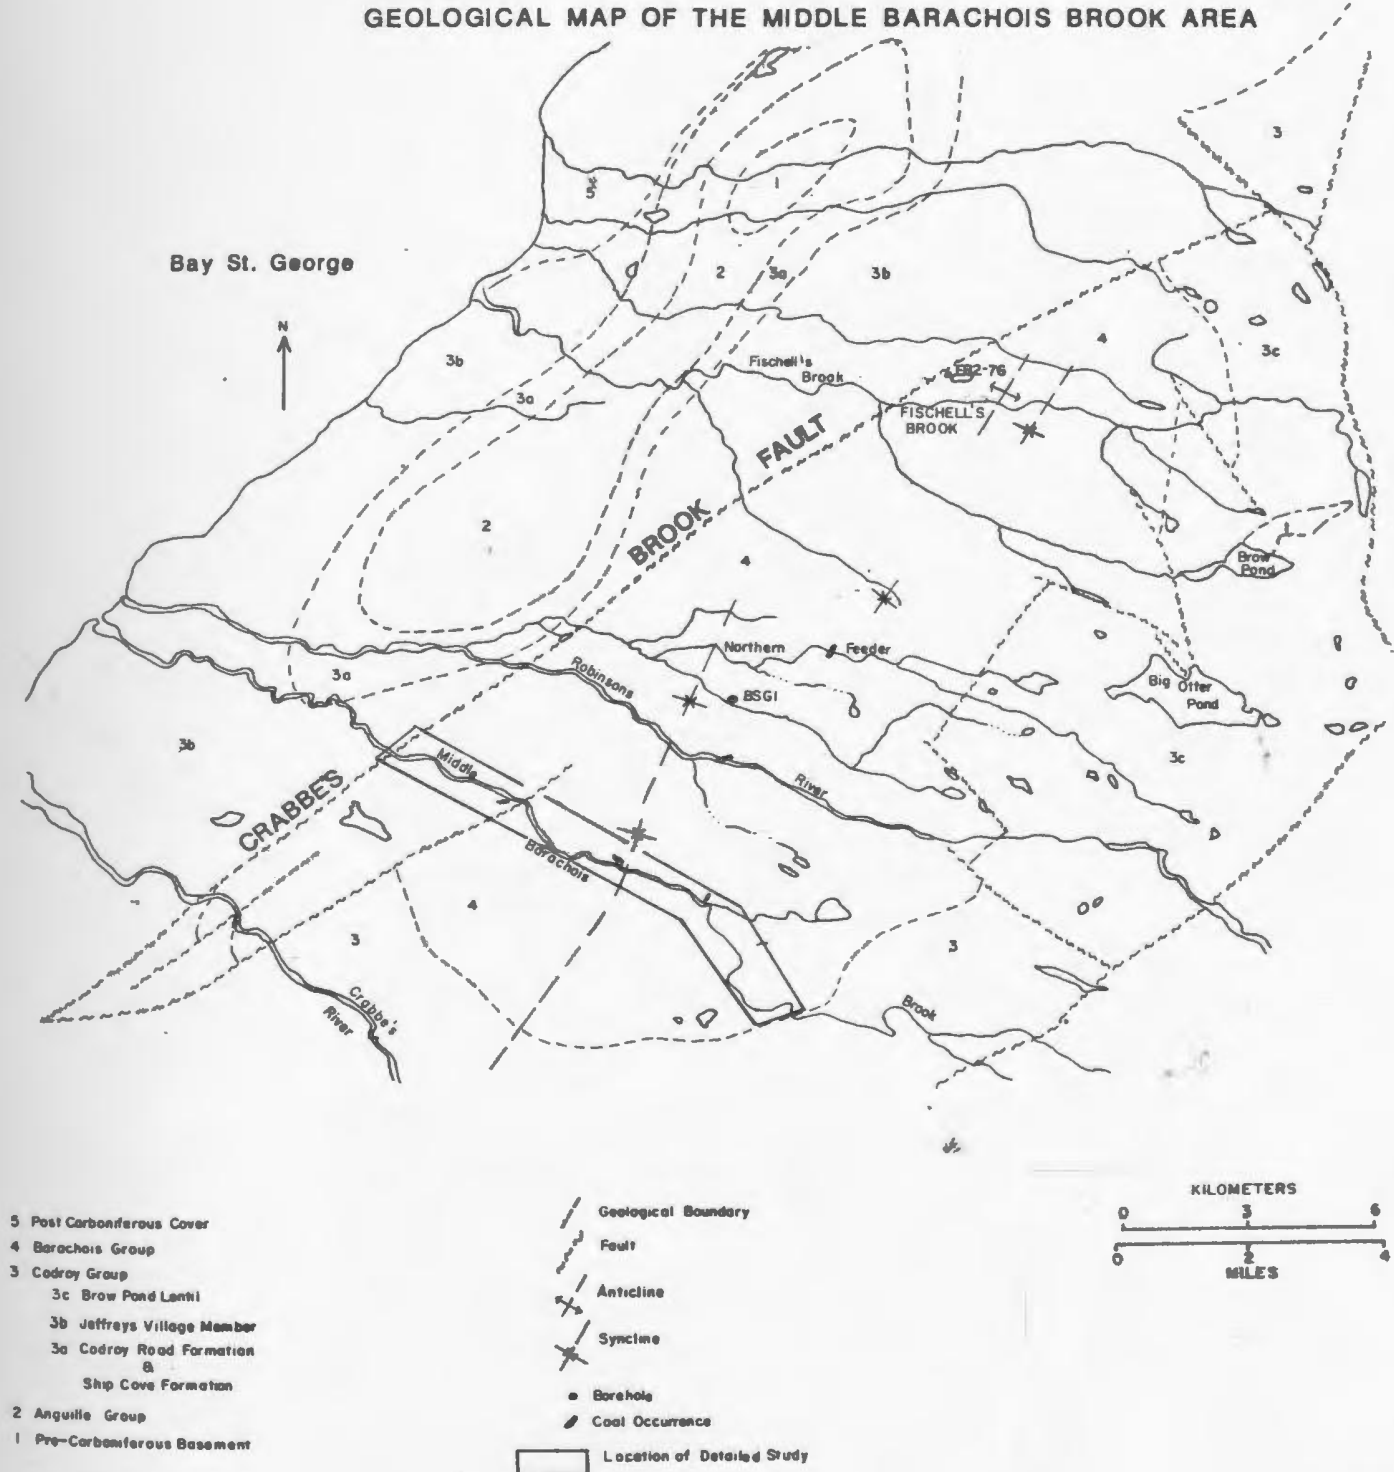 GEOLOGICAL MAP OF THE MIDDLE BARACHOIS BROOK AREA
3
5
1
Bay St. George
2
3a
3b
N
4
3c
3b
Fischell's
Brook
3a
FISCHELL'S
BROOK
FAULT
BROOK
CRABBE'S
2
1
Brow
Pond
4
Northern
Feeder
Robinsons
River
BSG1
Big Otter
Pond
3a
3b
3c
Middle
Barachois
Brook
4
3
3
Crabbe's
River
KILOMETERS
0 3 6
0 2 4
MILES
5 Post Carboniferous Cover
4 Barachois Group
3 Codroy Group
3c Brow Pond Lentil
3b Jeffreys Village Member
3a Codroy Road Formation
&
Ship Cove Formation
2 Anguille Group
1 Pre-Carboniferous Basement
Geological Boundary
Fault
Anticline
Syncline
Borehole
Coal Occurrence
Location of Detailed Study